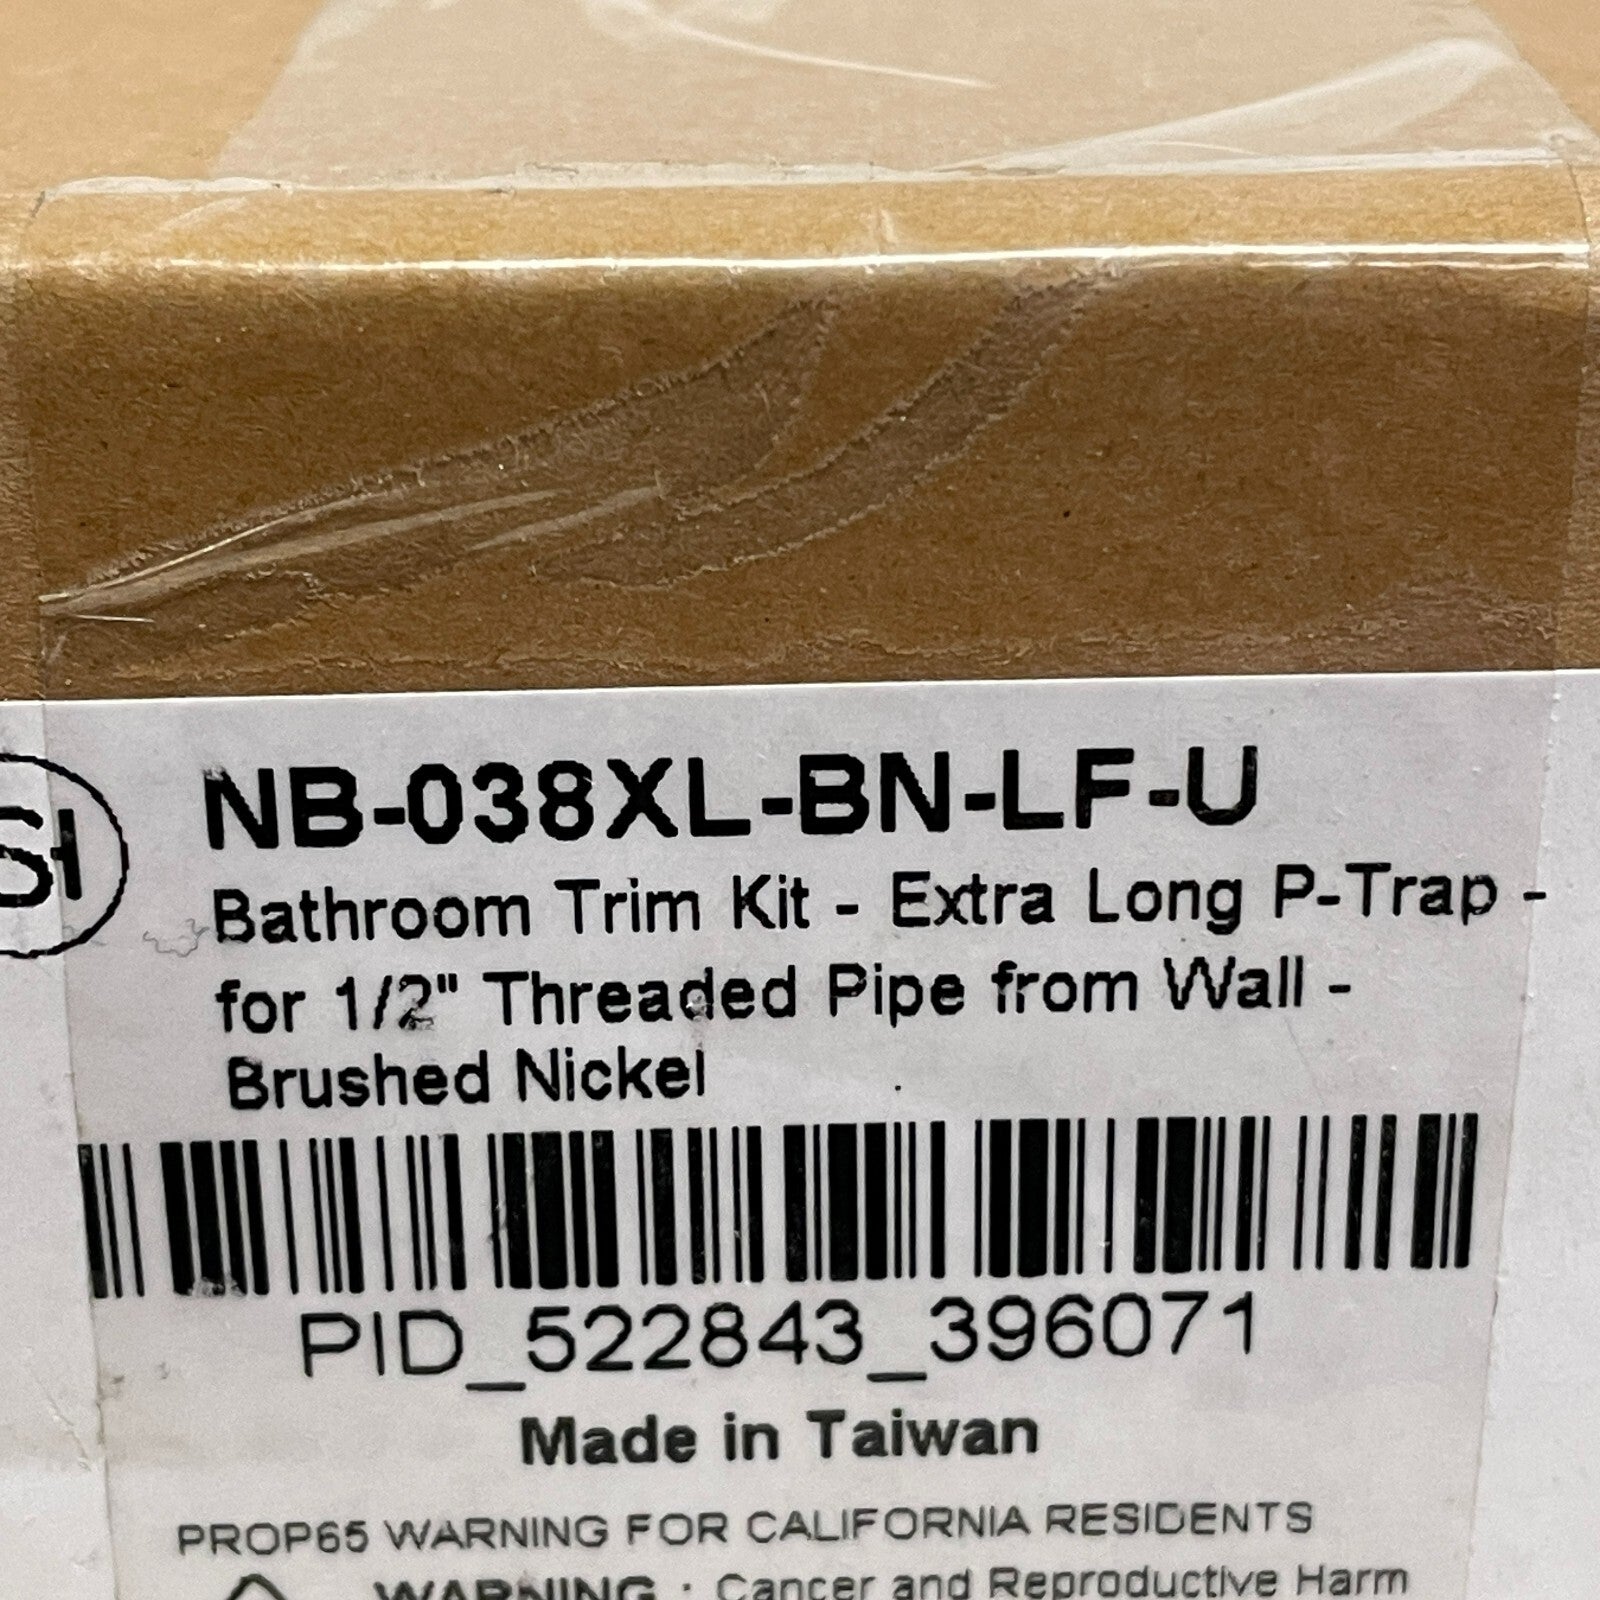 NB-038XL-BN-LF-U
Bathroom Trim Kit - Extra Long P-Trap -
for 1/2" Threaded Pipe from Wall -
Brushed Nickel
PID_522843_396071
Made in Taiwan
PROP65 WARNING FOR CALIFORNIA RESIDENTS
WARNING : Cancer and Reproductive Harm